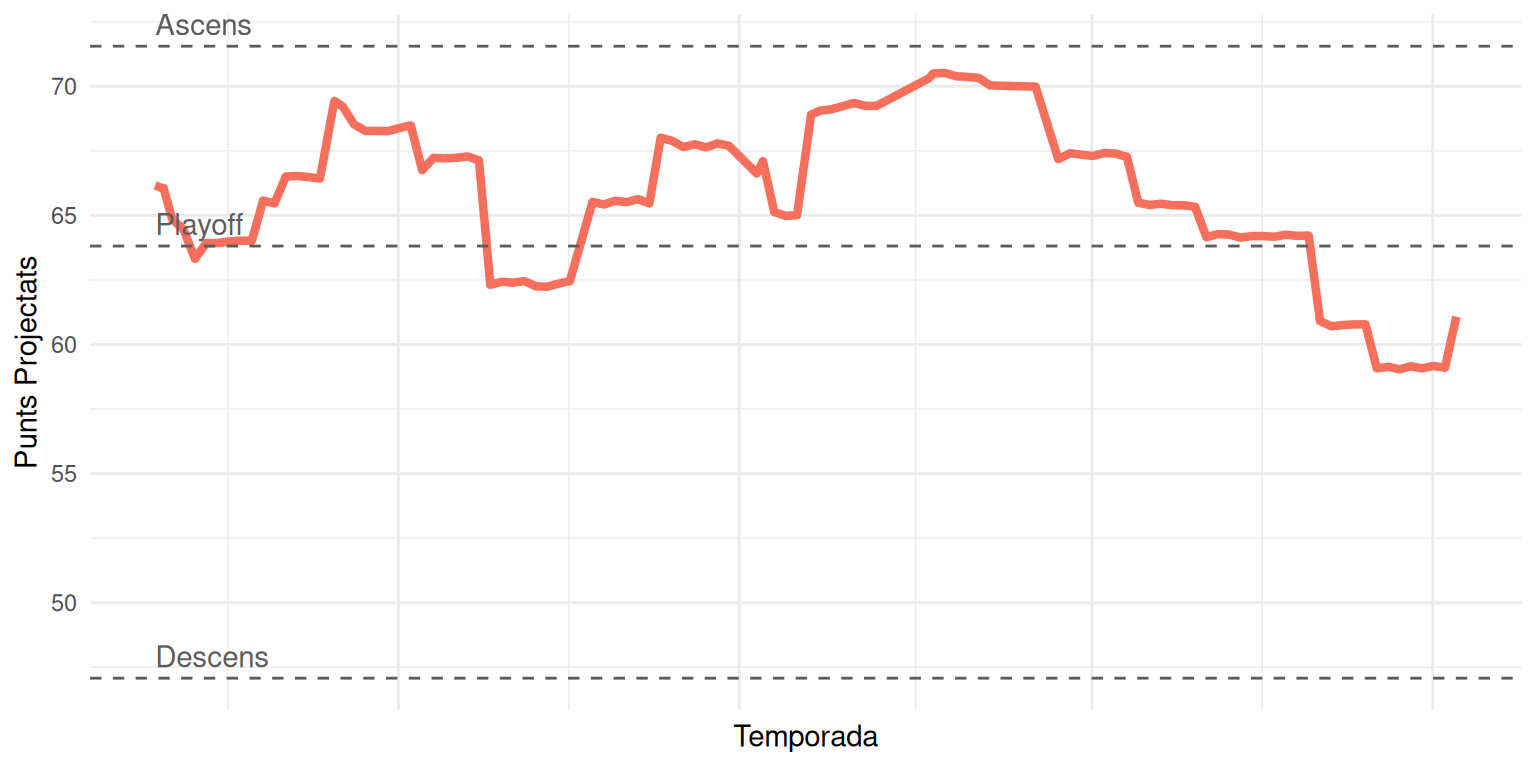 Ascens
70
65
Playoff
Punts Projectats
60
55
50
Descens
Temporada